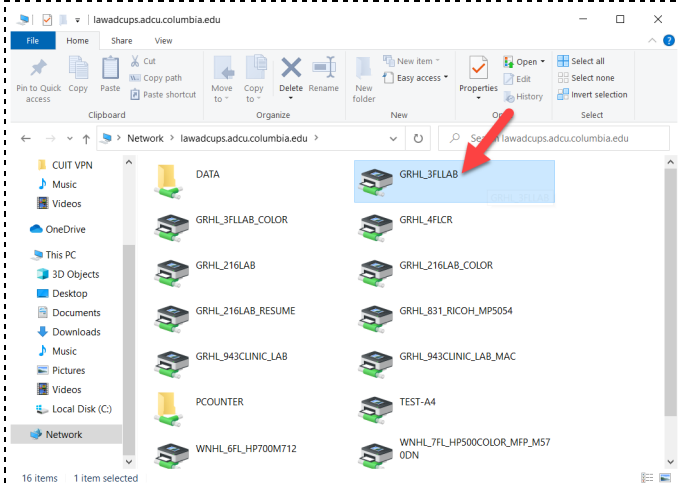 lawadcups.adcu.columbia.edu
File Home Share View
Pin to Quick access
Copy
Paste
Cut
Copy path
Paste shortcut
Clipboard
Move to
Copy to
Delete
Rename
Organize
New folder
New item
Easy access
New
Properties
Open
Edit
History
Select all
Select none
Invert selection
Select
Network > lawadcups.adcu.columbia.edu >
lawadcups.adcu.columbia.edu
CUIT VPN
Music
Videos
OneDrive
This PC
3D Objects
Desktop
Documents
Downloads
Music
Pictures
Videos
Local Disk (C:)
Network
DATA
GRHL_3FLLAB
GRHL_3FLLAB_COLOR
GRHL_4FLCR
GRHL_216LAB
GRHL_216LAB_COLOR
GRHL_216LAB_RESUME
GRHL_831_RICOH_MP5054
GRHL_943CLINIC_LAB
GRHL_943CLINIC_LAB_MAC
PCOUNTER
TEST-A4
WNHL_6FL_HP700M712
WNHL_7FL_HP500COLOR_MFP_M57
0DN
16 items 1 item selected